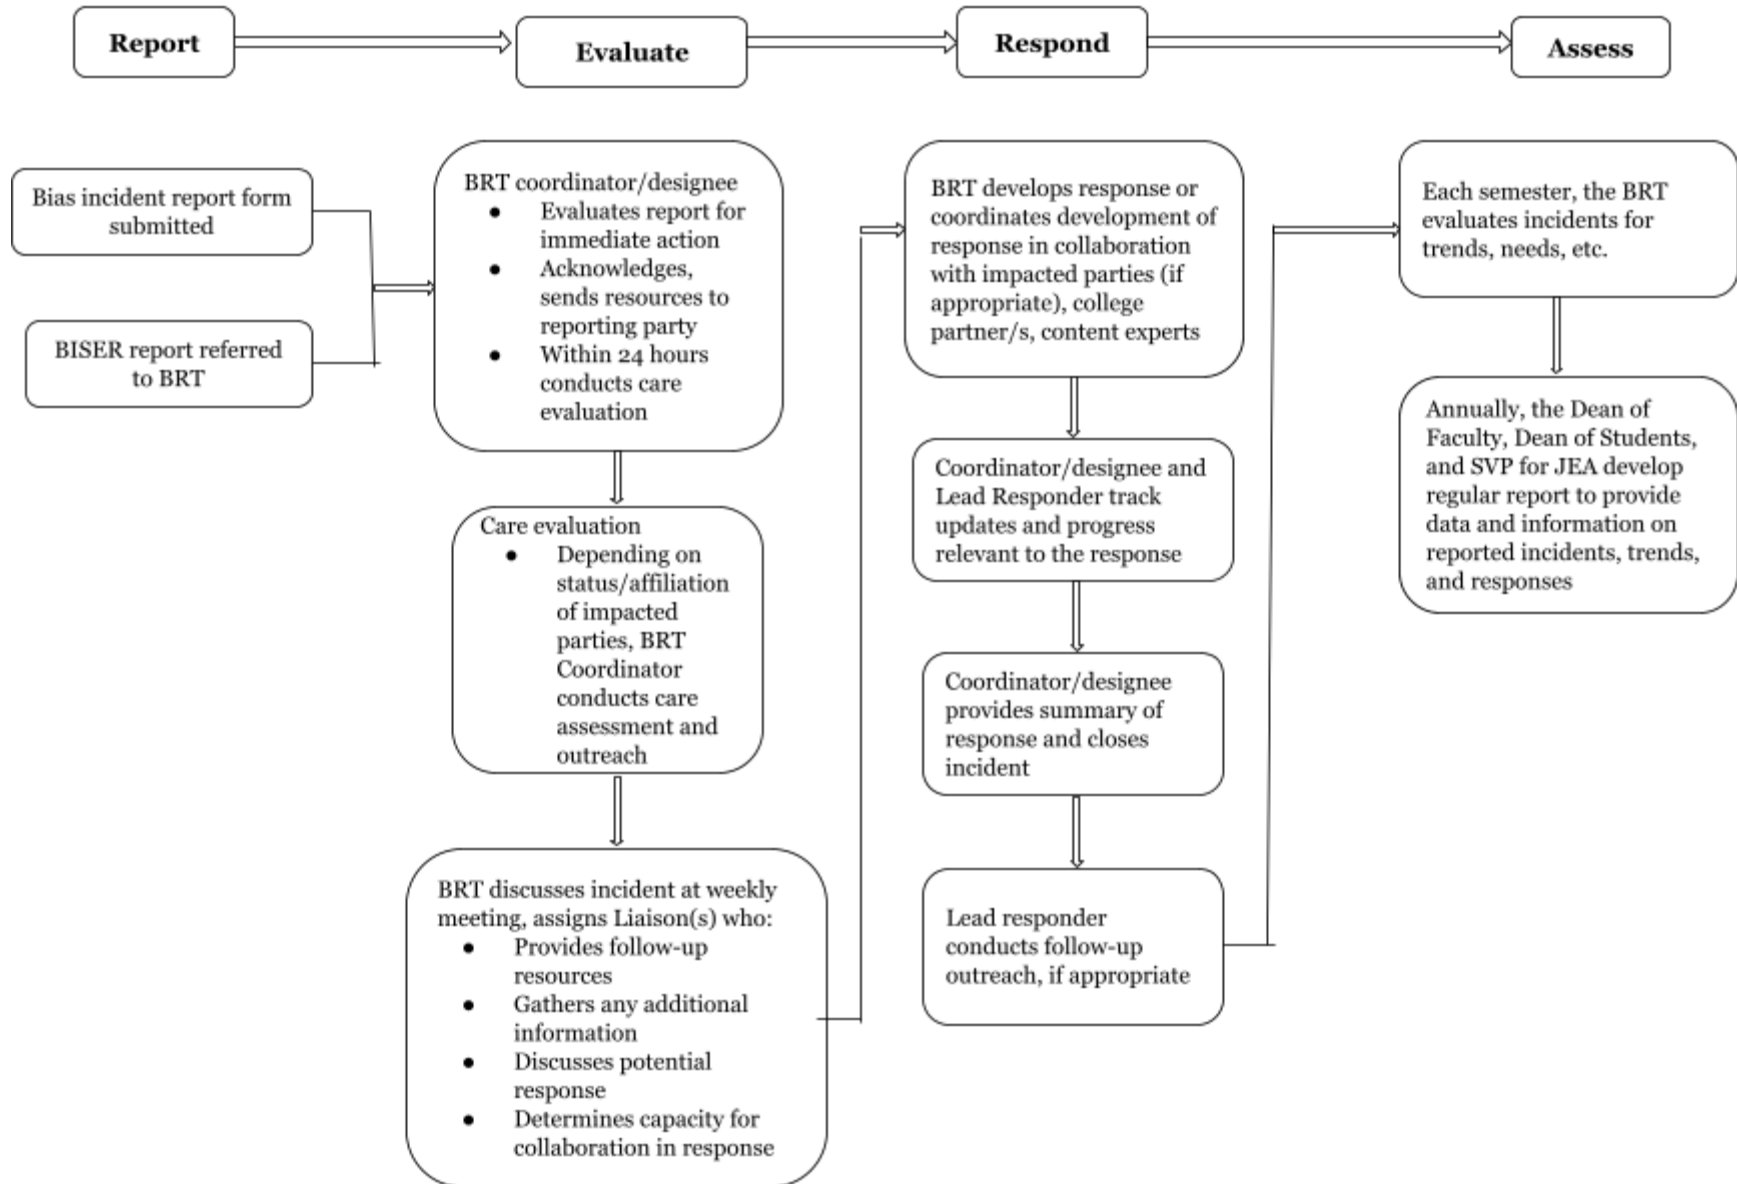 Report
Evaluate
Respond
Assess
Bias incident report form
submitted
BISER report referred
to BRT
BRT coordinator/designee
● Evaluates report for
immediate action
● Acknowledges,
sends resources to
reporting party
● Within 24 hours
conducts care
evaluation
Care evaluation
● Depending on
status/affiliation
of impacted
parties, BRT
Coordinator
conducts care
assessment and
outreach
BRT discusses incident at weekly
meeting, assigns Liaison(s) who:
● Provides follow-up
resources
● Gathers any additional
information
● Discusses potential
response
● Determines capacity for
collaboration in response
BRT develops response or
coordinates development of
response in collaboration
with impacted parties (if
appropriate), college
partner/s, content experts
Coordinator/designee and
Lead Responder track
updates and progress
relevant to the response
Coordinator/designee
provides summary of
response and closes
incident
Lead responder
conducts follow-up
outreach, if appropriate
Each semester, the BRT
evaluates incidents for
trends, needs, etc.
Annually, the Dean of
Faculty, Dean of Students,
and SVP for JEA develop
regular report to provide
data and information on
reported incidents, trends,
and responses